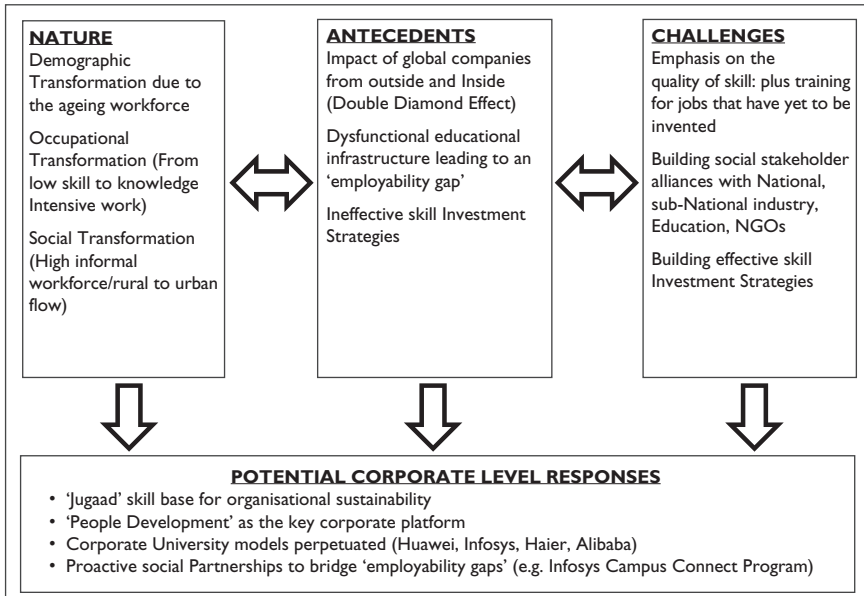 NATURE
Demographic
Transformation due to
the ageing workforce
Occupational
Transformation (From
low skill to knowledge
Intensive work)
Social Transformation
(High informal
workforce/rural to urban
flow)
ANTECEDENTS
Impact of global companies
from outside and Inside
(Double Diamond Effect)
Dysfunctional educational
infrastructure leading to an
‘employability gap’
Ineffective skill Investment
Strategies
CHALLENGES
Emphasis on the
quality of skill: plus training
for jobs that have yet to be
invented
Building social stakeholder
alliances with National,
sub-National industry,
Education, NGOs
Building effective skill
Investment Strategies
POTENTIAL CORPORATE LEVEL RESPONSES
• ‘Jugaad’ skill base for organisational sustainability
• ‘People Development’ as the key corporate platform
• Corporate University models perpetuated (Huawei, Infosys, Haier, Alibaba)
• Proactive social Partnerships to bridge ‘employability gaps’ (e.g. Infosys Campus Connect Program)